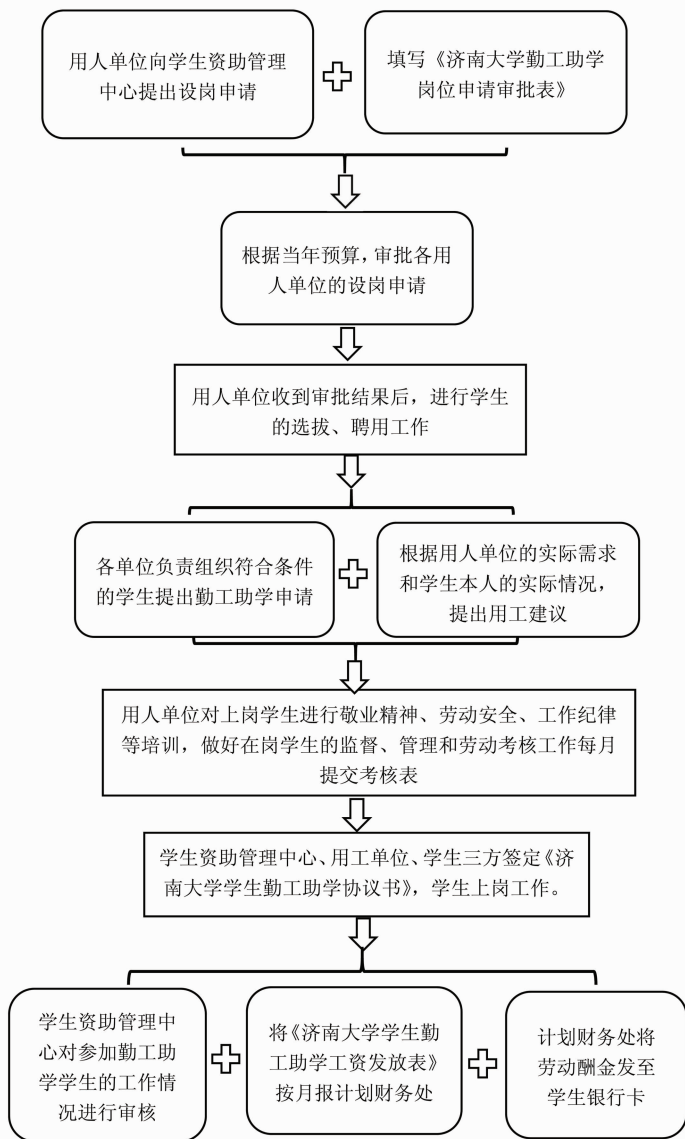 用人单位向学生资助管理
中心提出设岗申请
填写《济南大学勤工助学
岗位申请审批表》
根据当年预算，审批各用
人单位的设岗申请
用人单位收到审批结果后，进行学生
的选拔、聘用工作
各单位负责组织符合条件
的学生提出勤工助学申请
根据用人单位的实际需求
和学生本人的实际情况，
提出用工建议
用人单位对上岗学生进行敬业精神、劳动安全、工作纪律
等培训，做好在岗学生的监督、管理和劳动考核工作每月
提交考核表
学生资助管理中心、用工单位、学生三方签定《济
南大学学生勤工助学协议书》，学生上岗工作。
学生资助管理中
心对参加勤工助
学学生的工作情
况进行审核
将《济南大学学生勤
工助学工资发放表》
按月报计划财务处
计划财务处将
劳动酬金发至
学生银行卡